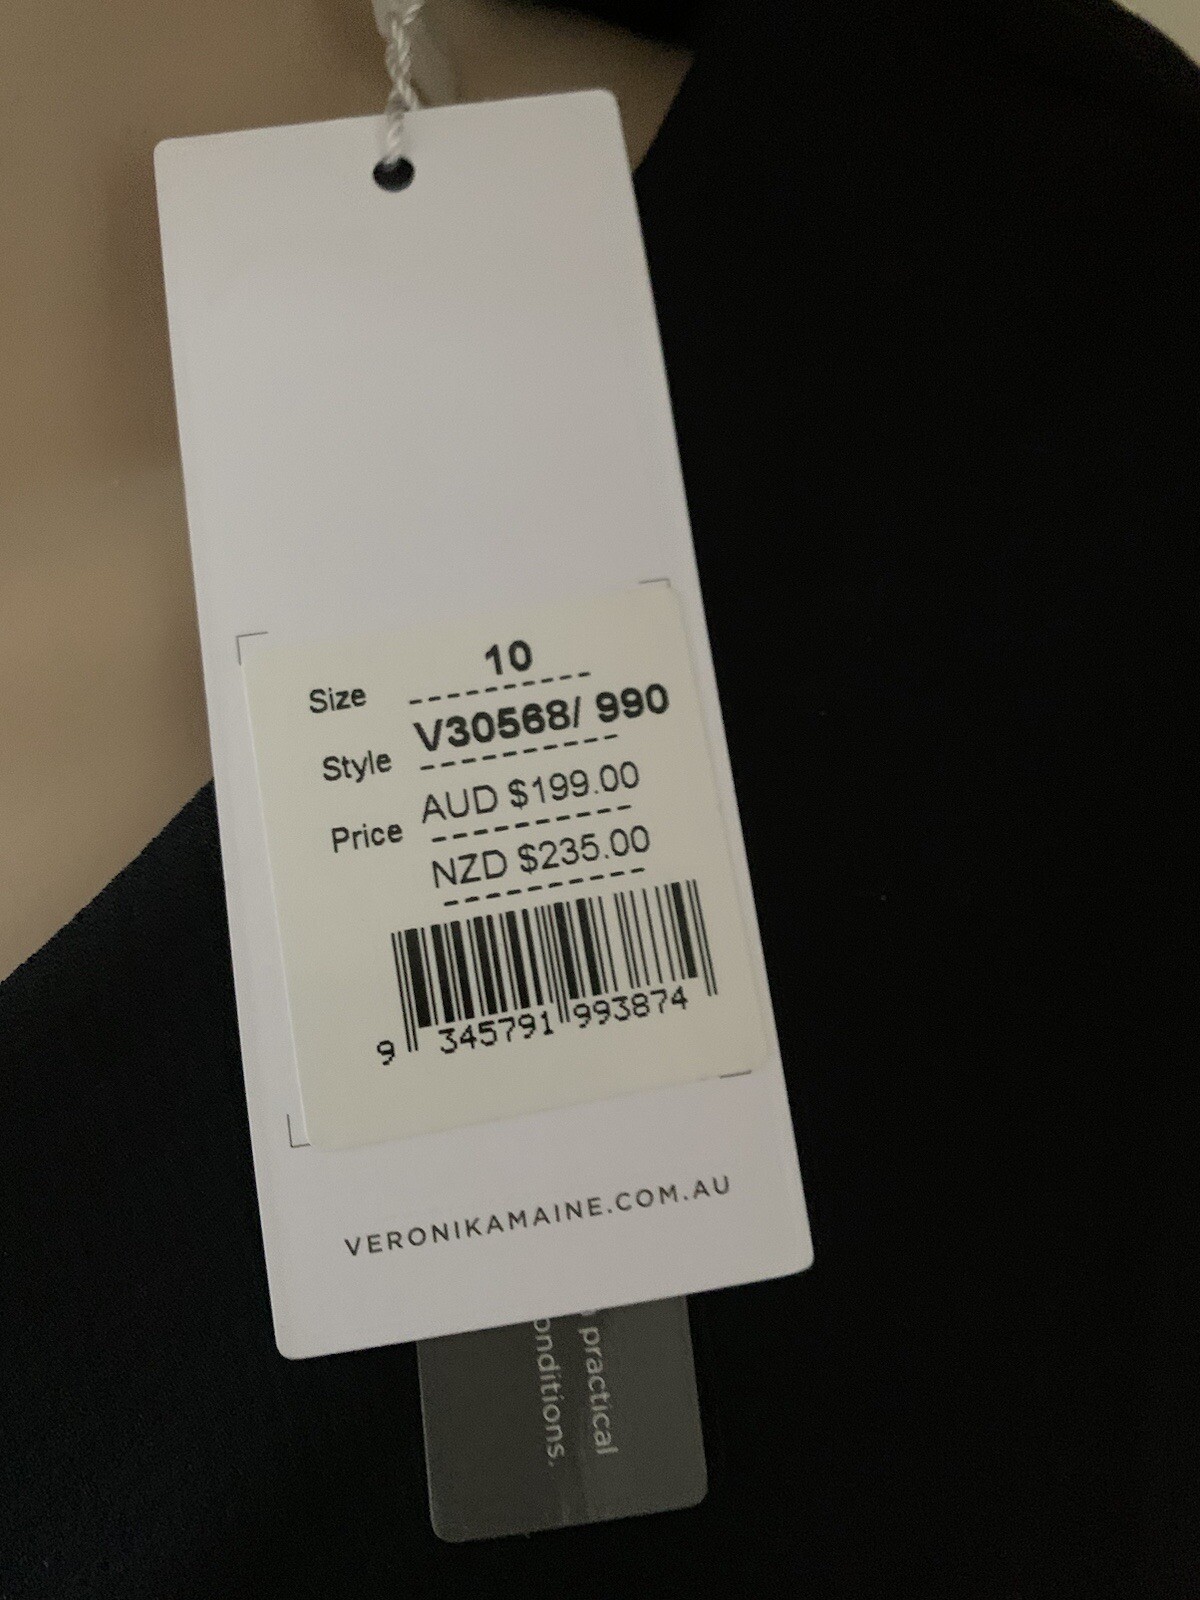 Size 10
Style V30568/ 990
Price AUD $199.00
NZD $235.00
9 345791 993874
VERONIKAMAINE.COM.AU
practical
onditions.